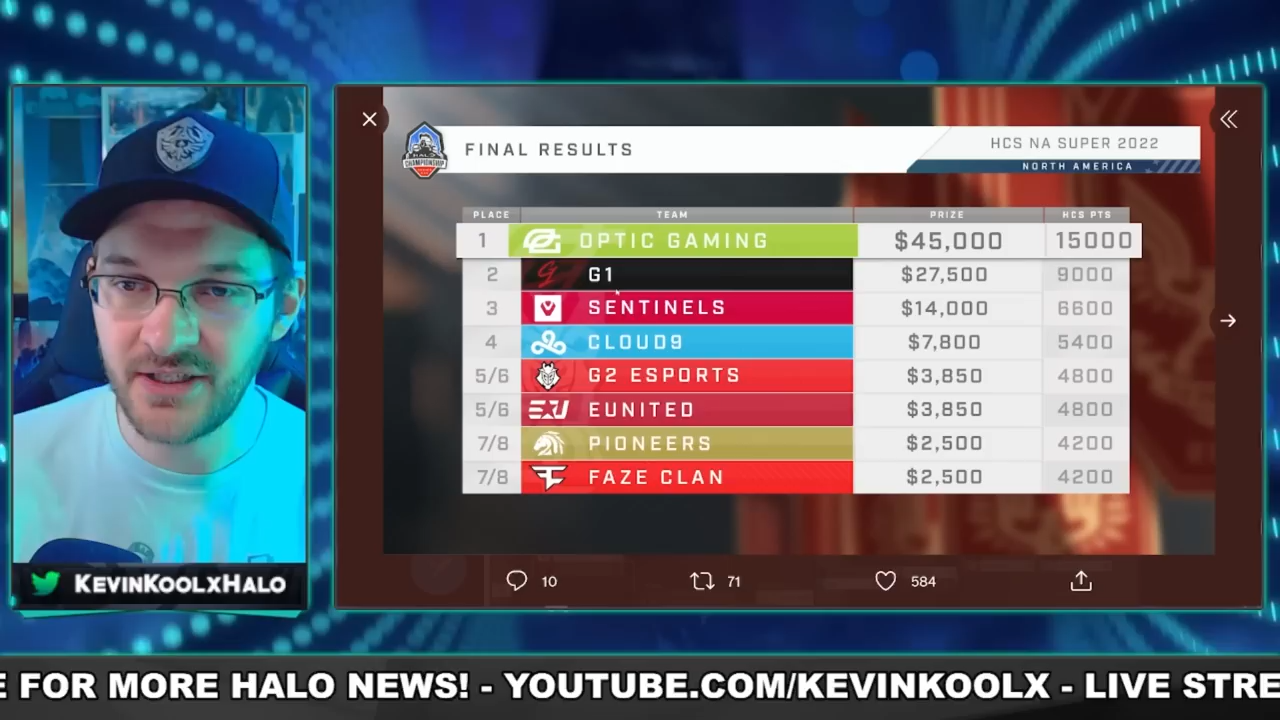 FINAL RESULTS
HCS NA SUPER 2022
NORTH AMERICA
PLACE TEAM PRIZE HCS PTS
1 OPTIC GAMING $45,000 15000
2 G1 $27,500 9000
3 SENTINELS $14,000 6600
4 CLOUD9 $7,800 5400
5/6 G2 ESPORTS $3,850 4800
5/6 EUNITED $3,850 4800
7/8 PIONEERS $2,500 4200
7/8 FAZE CLAN $2,500 4200
10 71 584
KEVINKOOLXHALO
E FOR MORE HALO NEWS! - YOUTUBE.COM/KEVINKOOLX - LIVE STRE